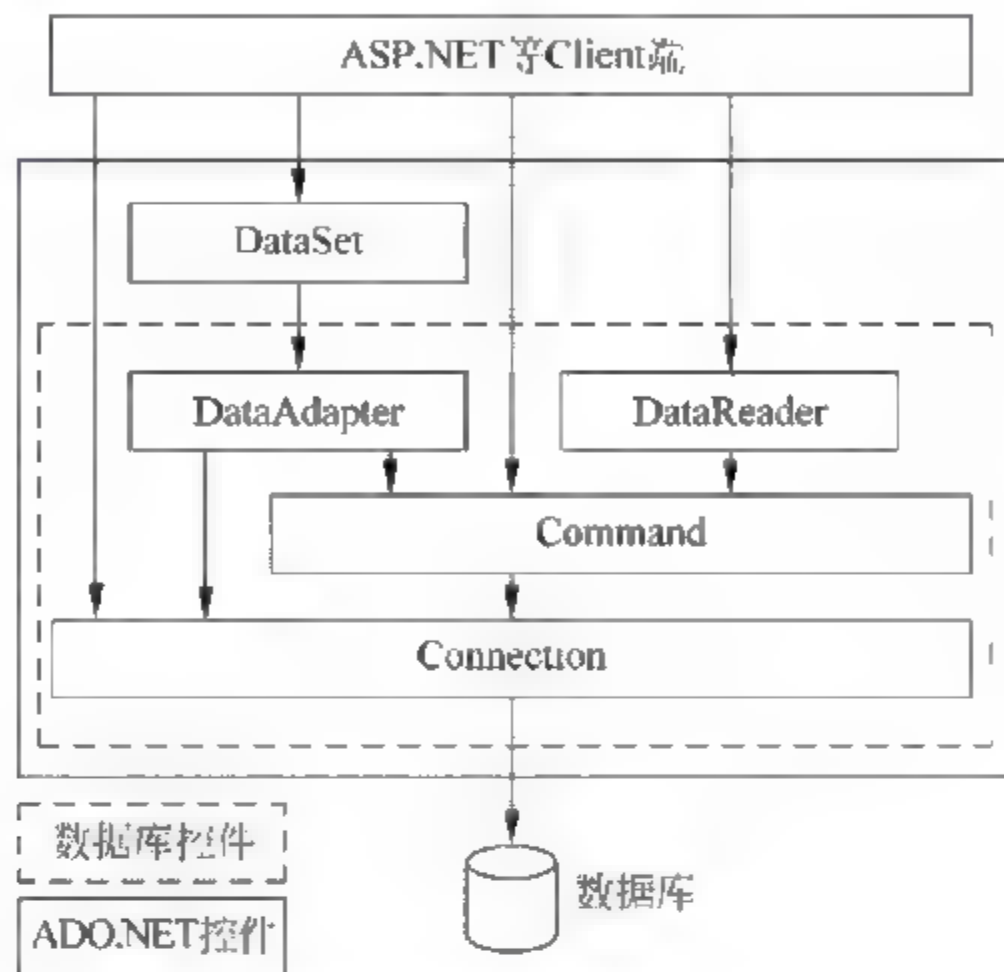 ASP.NET等Client端
DataSet
DataAdapter
DataReader
Command
Connection
数据库控件
数据库
ADO.NET控件